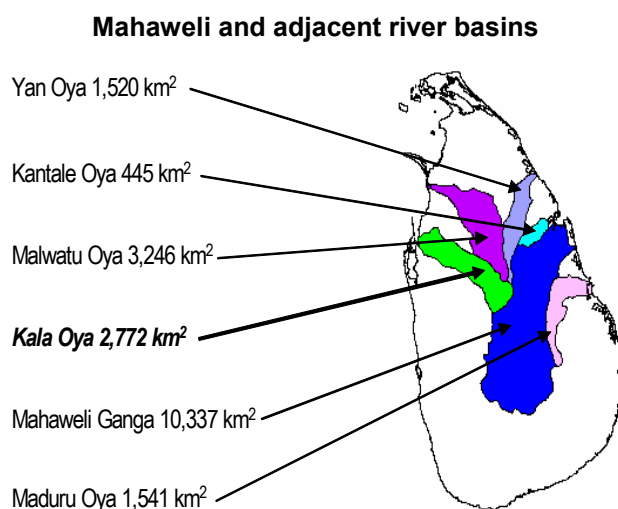 Mahaweli and adjacent river basins
Yan Oya 1,520 km²
Kantale Oya 445 km²
Malwatu Oya 3,246 km²
Kala Oya 2,772 km²
Mahaweli Ganga 10,337 km²
Maduru Oya 1,541 km²